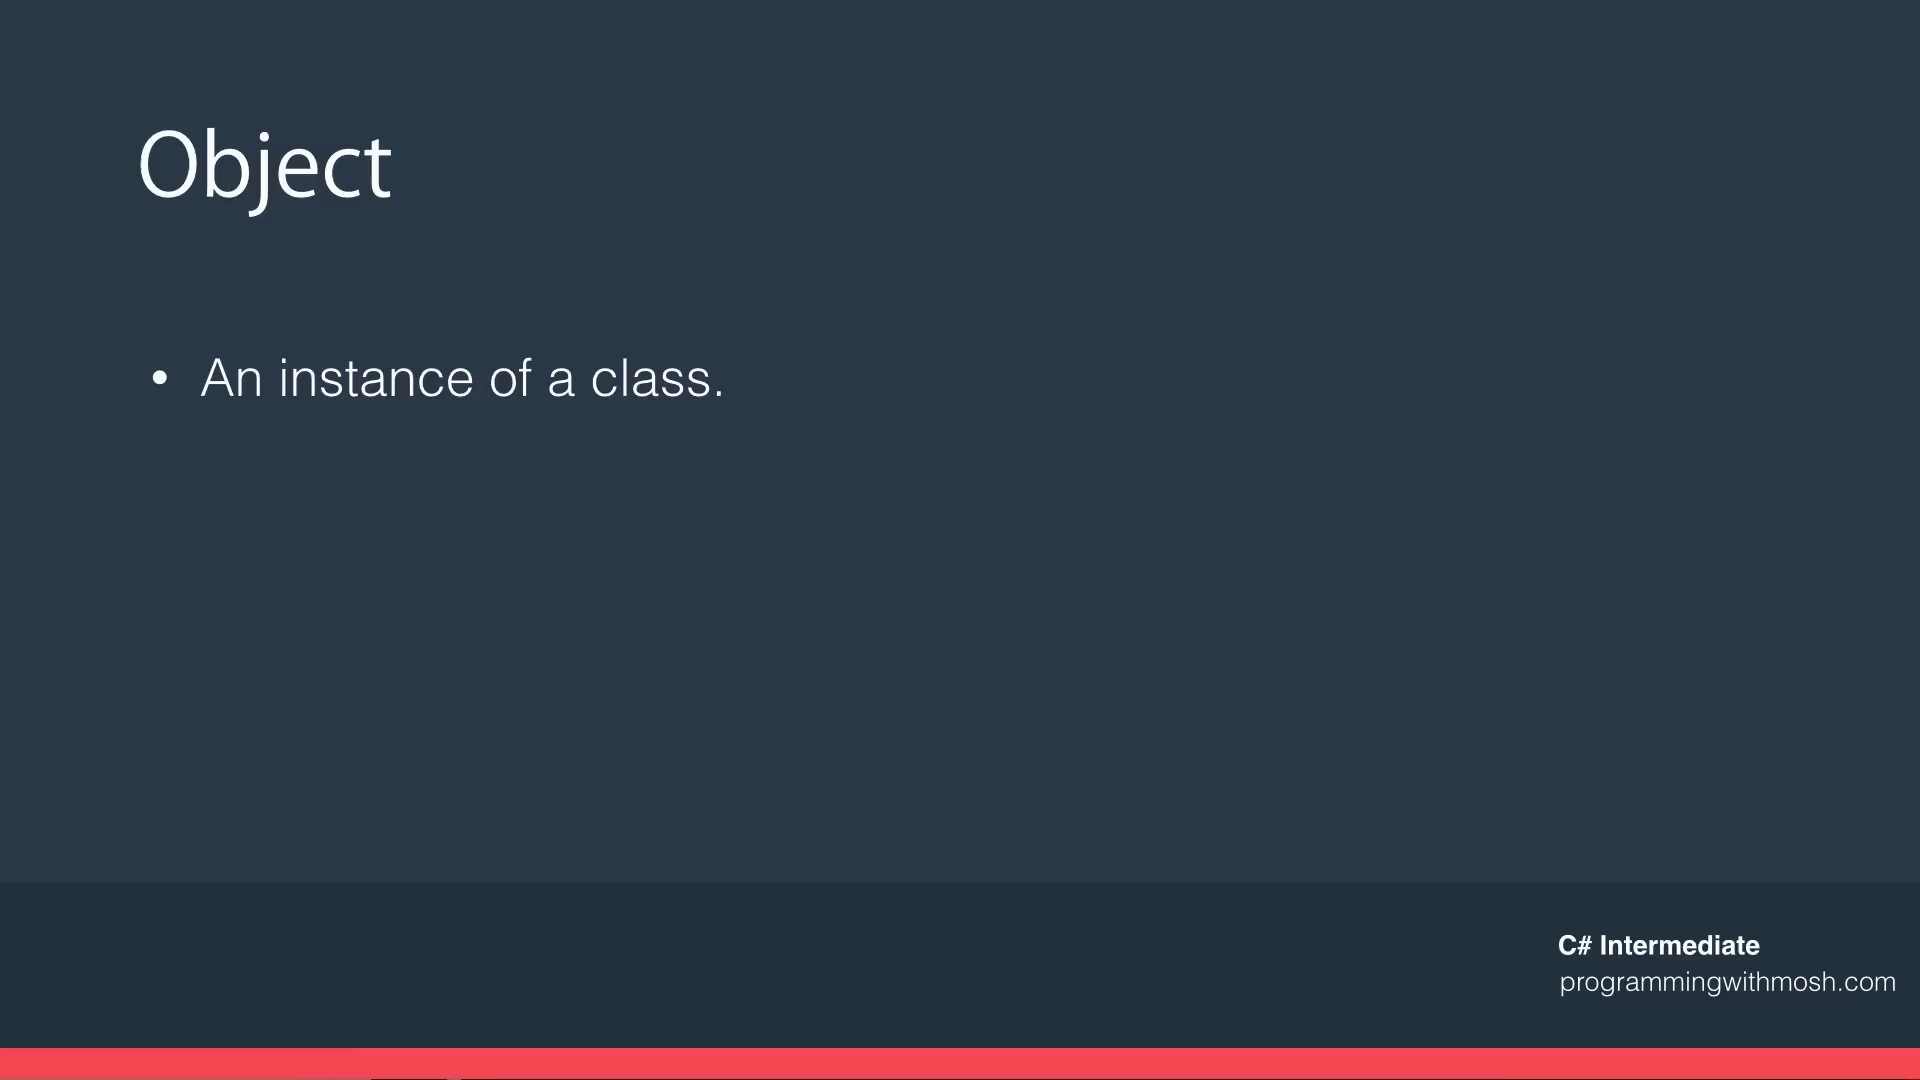 Object
• An instance of a class.
C# Intermediate
programmingwithmosh.com